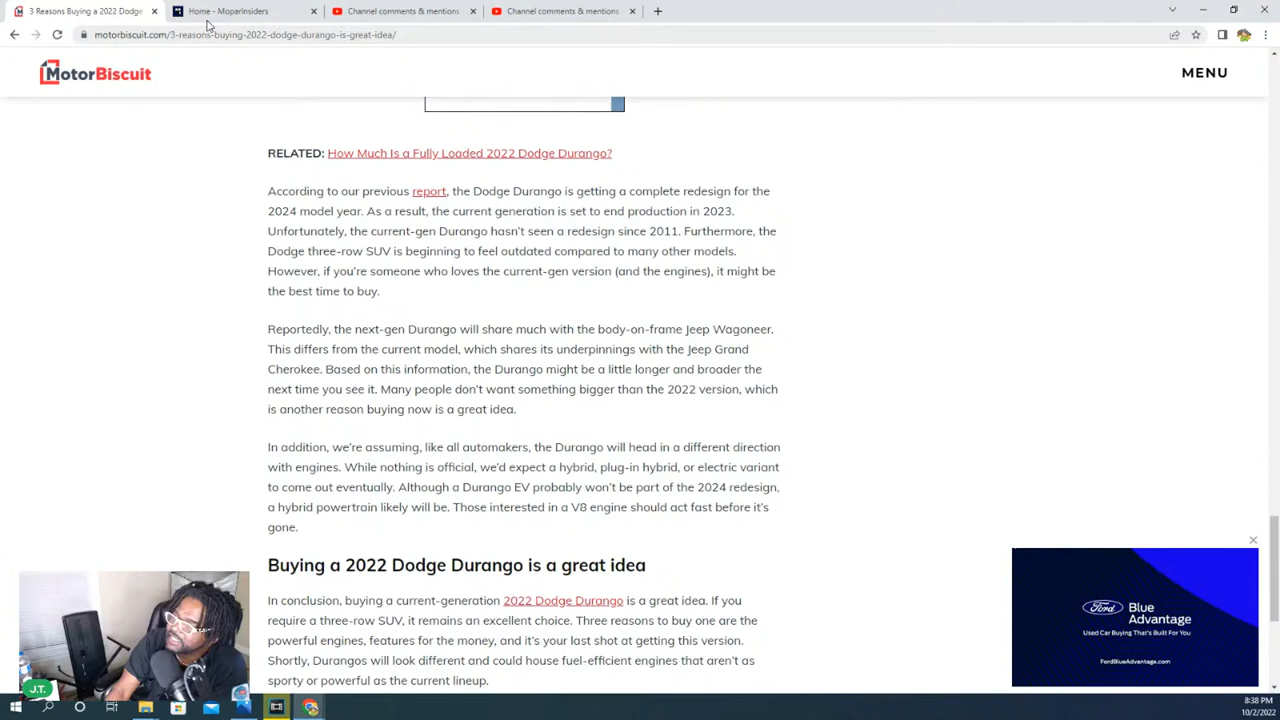 3 Reasons Buying a 2022 Dodge
Home - MoparInsiders
Channel comments & mentions
Channel comments & mentions
motorbiscuit.com/3-reasons-buying-2022-dodge-durango-is-great-idea/
MotorBiscuit
MENU
RELATED: How Much Is a Fully Loaded 2022 Dodge Durango?
According to our previous report, the Dodge Durango is getting a complete redesign for the
2024 model year. As a result, the current generation is set to end production in 2023.
Unfortunately, the current-gen Durango hasn't seen a redesign since 2011. Furthermore, the
Dodge three-row SUV is beginning to feel outdated compared to many other models.
However, if you're someone who loves the current-gen version (and the engines), it might be
the best time to buy.
Reportedly, the next-gen Durango will share much with the body-on-frame Jeep Wagoneer.
This differs from the current model, which shares its underpinnings with the Jeep Grand
Cherokee. Based on this information, the Durango might be a little longer and broader the
next time you see it. Many people don't want something bigger than the 2022 version, which
is another reason buying now is a great idea.
In addition, we're assuming, like all automakers, the Durango will head in a different direction
with engines. While nothing is official, we'd expect a hybrid, plug-in hybrid, or electric variant
to come out eventually. Although a Durango EV probably won't be part of the 2024 redesign,
a hybrid powertrain likely will be. Those interested in a V8 engine should act fast before it's
gone.
Buying a 2022 Dodge Durango is a great idea
In conclusion, buying a current-generation 2022 Dodge Durango is a great idea. If you
require a three-row SUV, it remains an excellent choice. Three reasons to buy one are the
powerful engines, features for the money, and it's your last shot at getting this version.
Shortly, Durangos will look different and could house fuel-efficient engines that aren't as
sporty or powerful as the current lineup.
Ford
Blue
Advantage
Used Car Buying That's Built For You
FordBlueAdvantage.com
J.T.
8:38 PM
10/2/2022